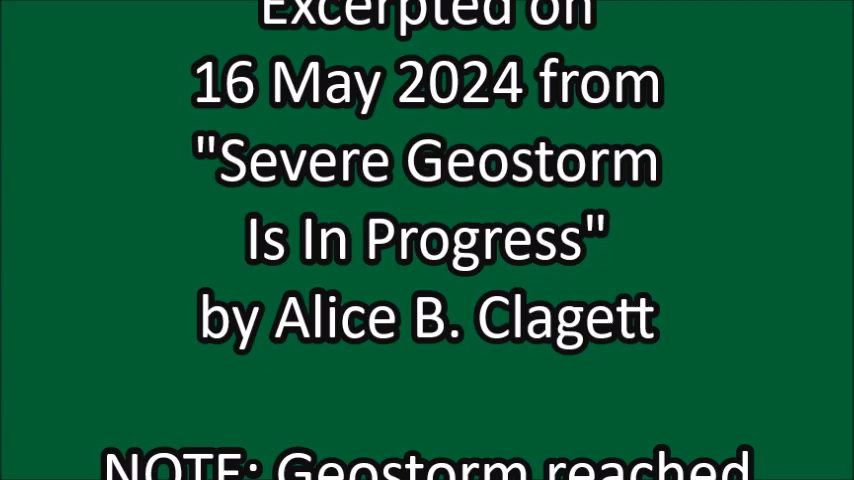 Excerpted on
16 May 2024 from
"Severe Geostorm
Is In Progress"
by Alice B. Clagett
NOTE: Geostorm reached